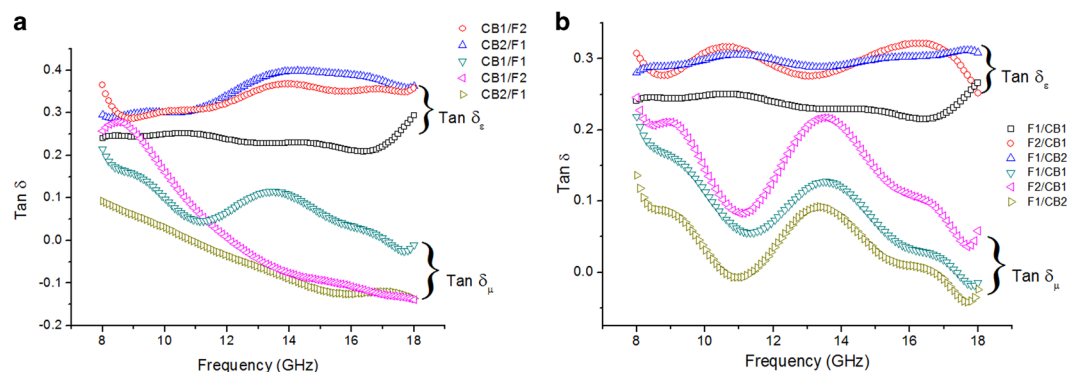 a
CB1/F2
CB2/F1
CB1/F1
CB1/F2
CB2/F1
0.4
0.3
0.2
0.1
0.0
-0.1
-0.2
Tan δ
Tan δε
Tan δμ
8 10 12 14 16 18
Frequency (GHz)
b
0.3
0.2
0.1
0.0
Tan δ
Tan δε
F1/CB1
F2/CB1
F1/CB2
F1/CB1
F2/CB1
F1/CB2
Tan δμ
8 10 12 14 16 18
Frequency (GHz)